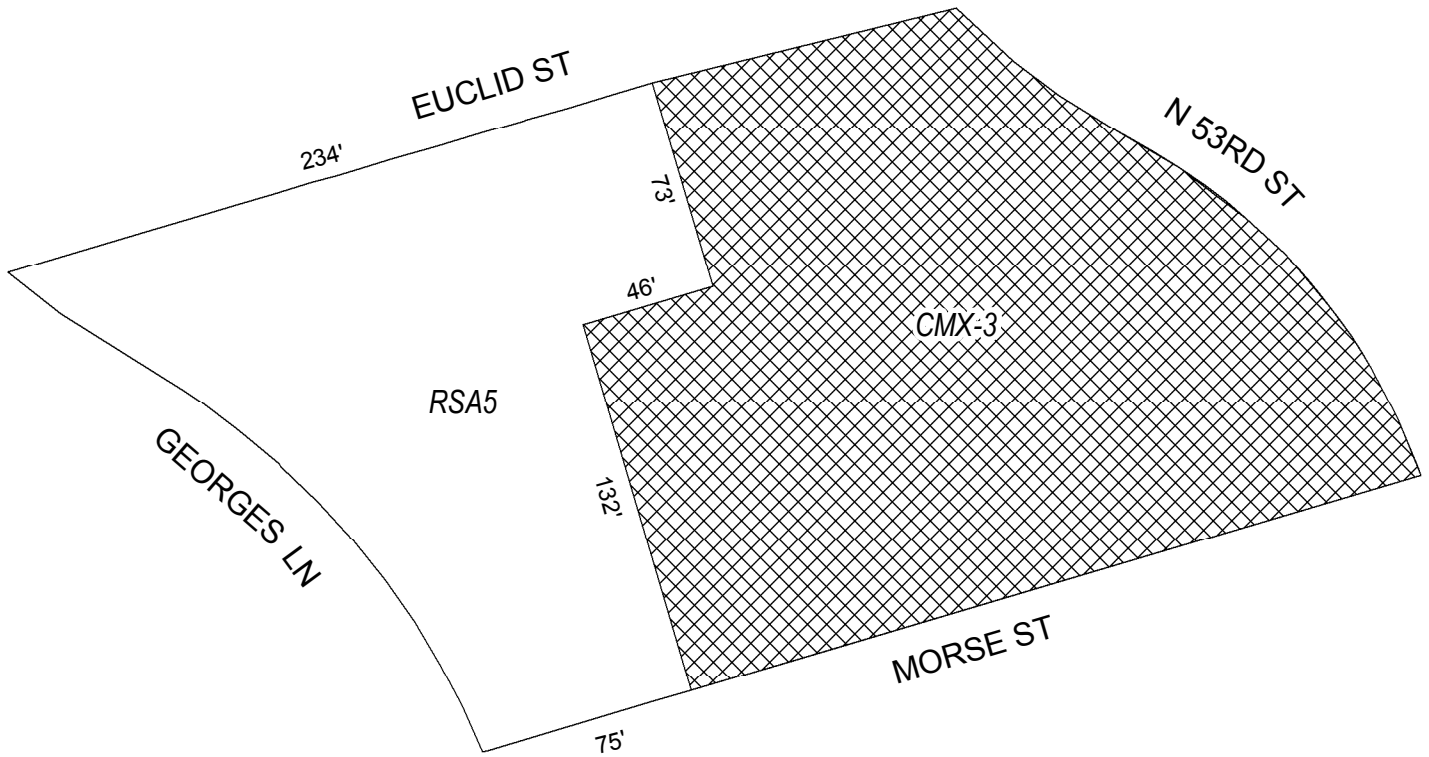 EUCLID ST
N 53RD ST
234'
73'
46'
CMX-3
RSA5
GEORGES LN
132'
MORSE ST
75'